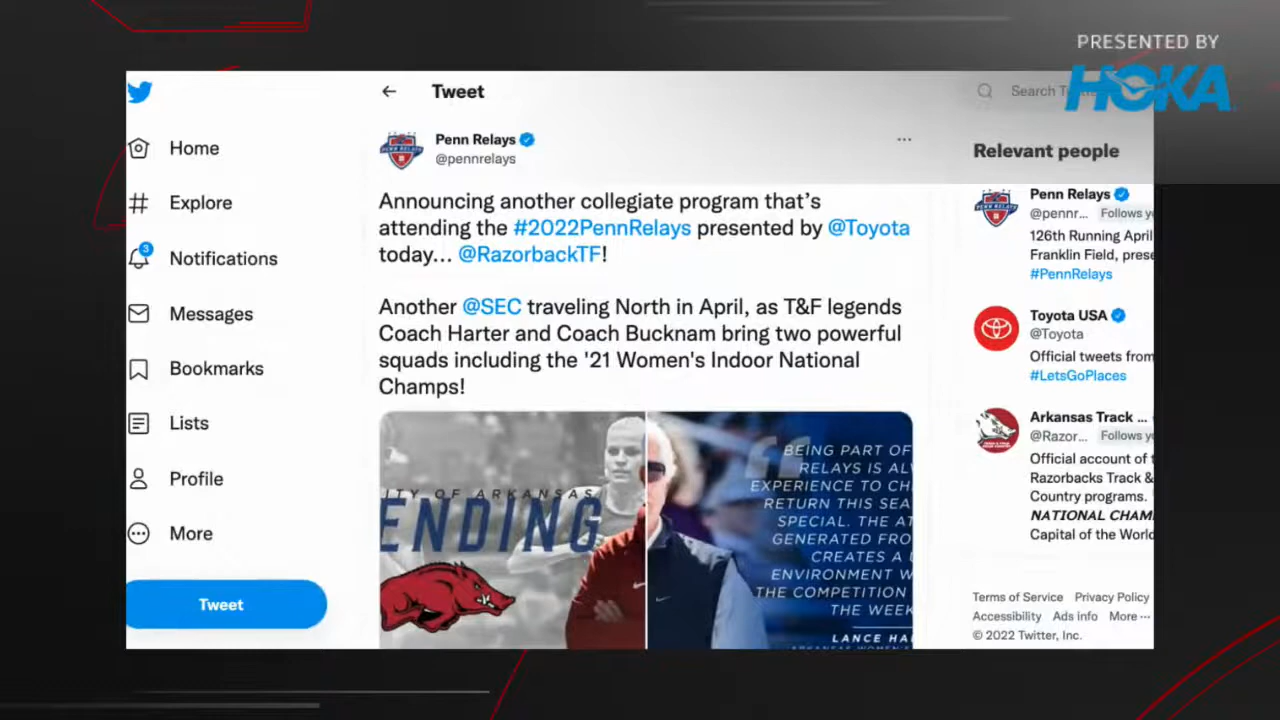 PRESENTED BY
HOKA
Tweet
Search
Home
Explore
3
Notifications
Messages
Bookmarks
Lists
Profile
More
Tweet
Penn Relays
@pennrelays
Announcing another collegiate program that's
attending the #2022PennRelays presented by @Toyota
today... @RazorbackTF!
Another @SEC traveling North in April, as T&F legends
Coach Harter and Coach Bucknam bring two powerful
squads including the '21 Women's Indoor National
Champs!
ITY OF ARKANSAS
ENDING
BEING PART OF
RELAYS IS AL
EXPERIENCE TO CH
RETURN THIS SEA
SPECIAL. THE AT
GENERATED FRO
CREATES A
ENVIRONMENT W
THE COMPETITION
THE WEEK
LANCE HA
ARKANSAS WOMEN'S
Relevant people
Penn Relays
@pennr... Follows y
126th Running April
Franklin Field, prese
#PennRelays
Toyota USA
@Toyota
Official tweets from
#LetsGoPlaces
Arkansas Track ...
@Razor... Follows y
Official account of t
Razorbacks Track &
Country programs.
NATIONAL CHAM
Capital of the World
Terms of Service Privacy Policy
Accessibility Ads info More ...
© 2022 Twitter, Inc.